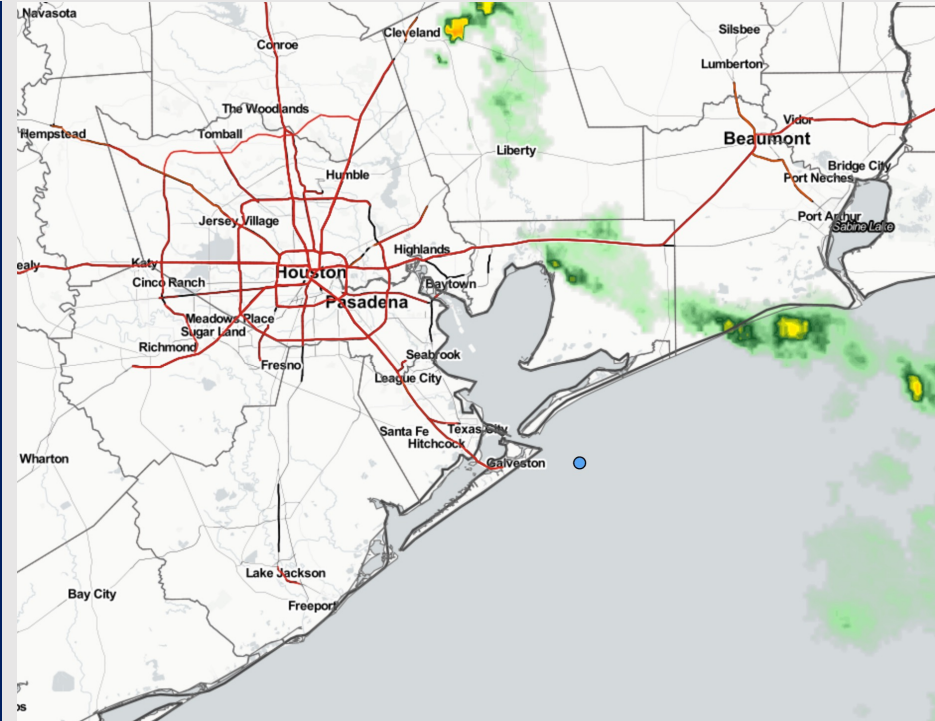 Navasota
Cleveland
Silsbee
Conroe
Lumberton
The Woodlands
Vidor
Hempstead
Tomball
Beaumont
Liberty
Bridge City
Humble
Port Neches
Jersey Village
Port Arthur
Sabine Lake
Highlands
ealy
Katy
Houston
Cinco Ranch
Baytown
Pasadena
Meadows Place
Sugar Land
Richmond
Seabrook
Fresno
League City
Santa Fe
Texas City
Hitchcock
Wharton
Galveston
Lake Jackson
Bay City
Freeport
os